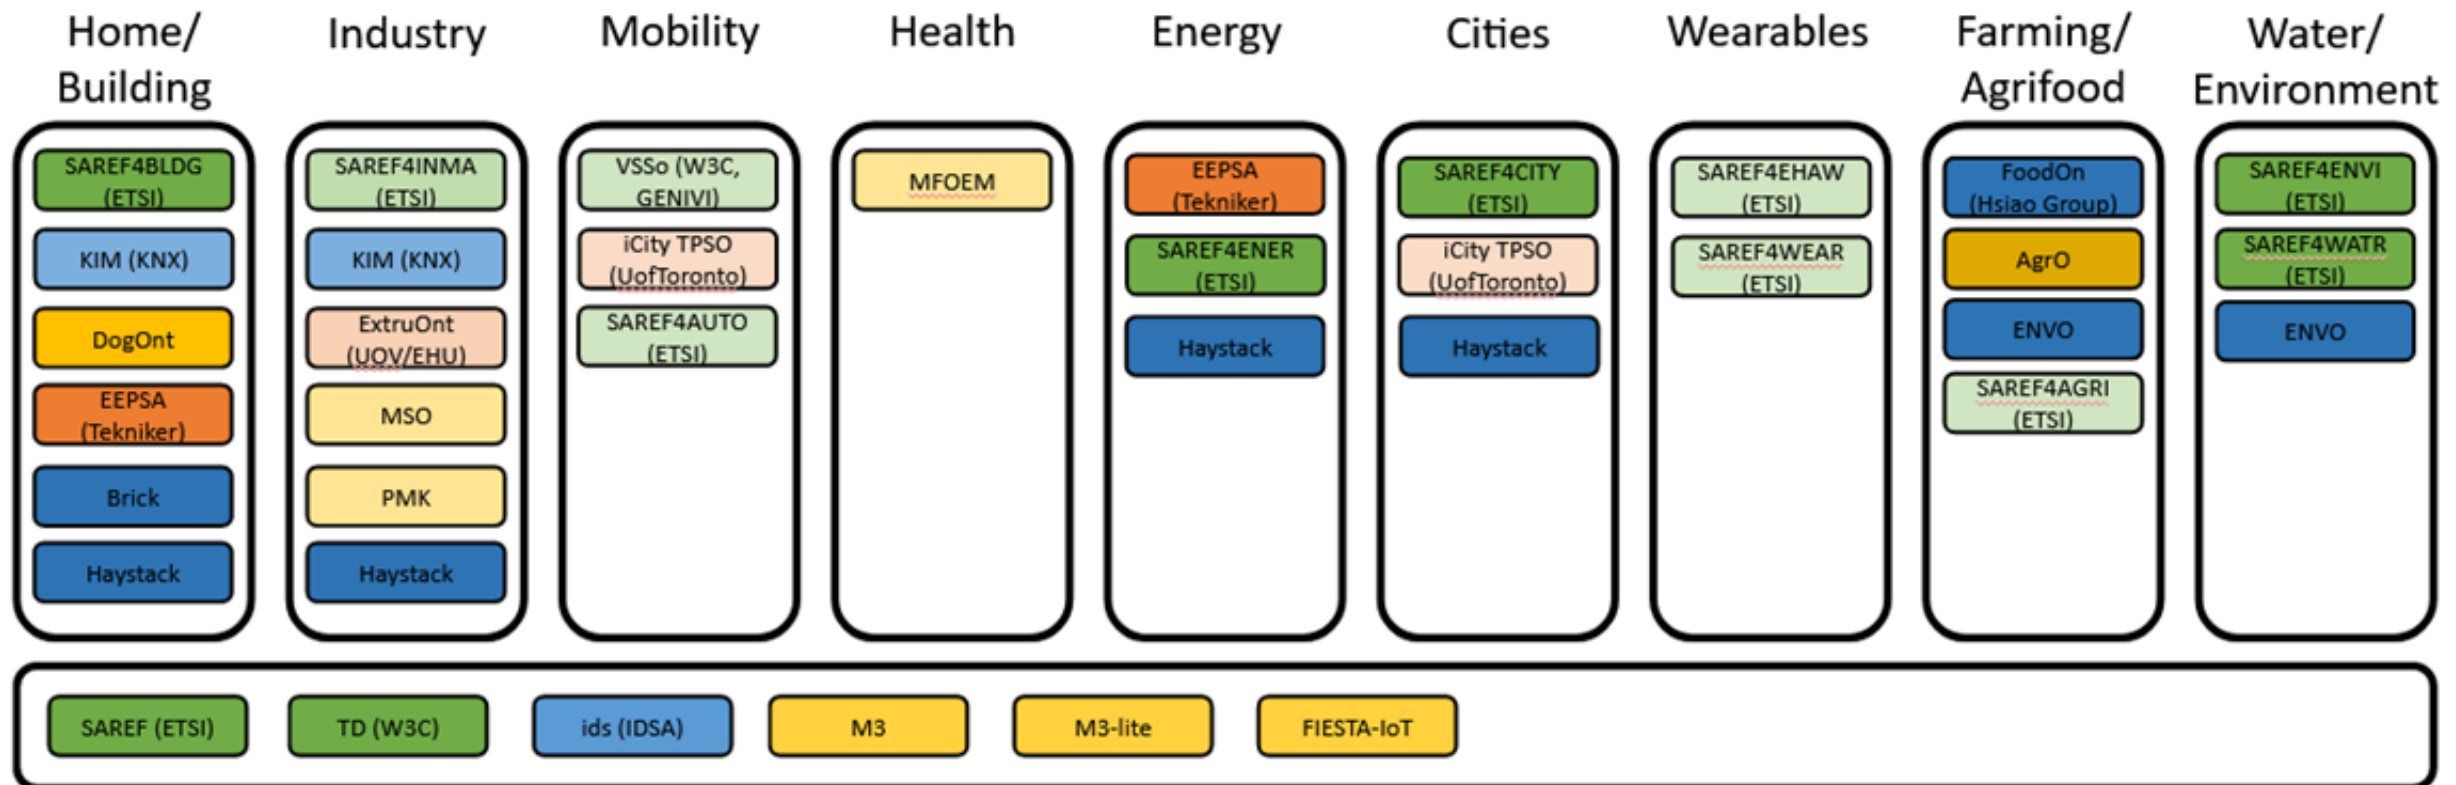 Home/
Building
Industry
Mobility
Health
Energy
Cities
Wearables
Farming/
Agrifood
Water/
Environment
SAREF4BLDG
(ETSI)
KIM (KNX)
DogOnt
EEPSA
(Tekniker)
Brick
Haystack
SAREF4INMA
(ETSI)
KIM (KNX)
ExtruOnt
(UOV/EHU)
MSO
PMK
Haystack
VSSo (W3C,
GENIVI)
iCity TPSO
(UofToronto)
SAREF4AUTO
(ETSI)
MFOEM
EEPSA
(Tekniker)
SAREF4ENER
(ETSI)
Haystack
SAREF4CITY
(ETSI)
iCity TPSO
(UofToronto)
Haystack
SAREF4EHAW
(ETSI)
SAREF4WEAR
(ETSI)
FoodOn
(Hsiao Group)
AgrO
ENVO
SAREF4AGRI
(ETSI)
SAREF4ENVI
(ETSI)
SAREF4WATR
(ETSI)
ENVO
SAREF (ETSI)
TD (W3C)
ids (IDSA)
M3
M3-lite
FIESTA-IoT